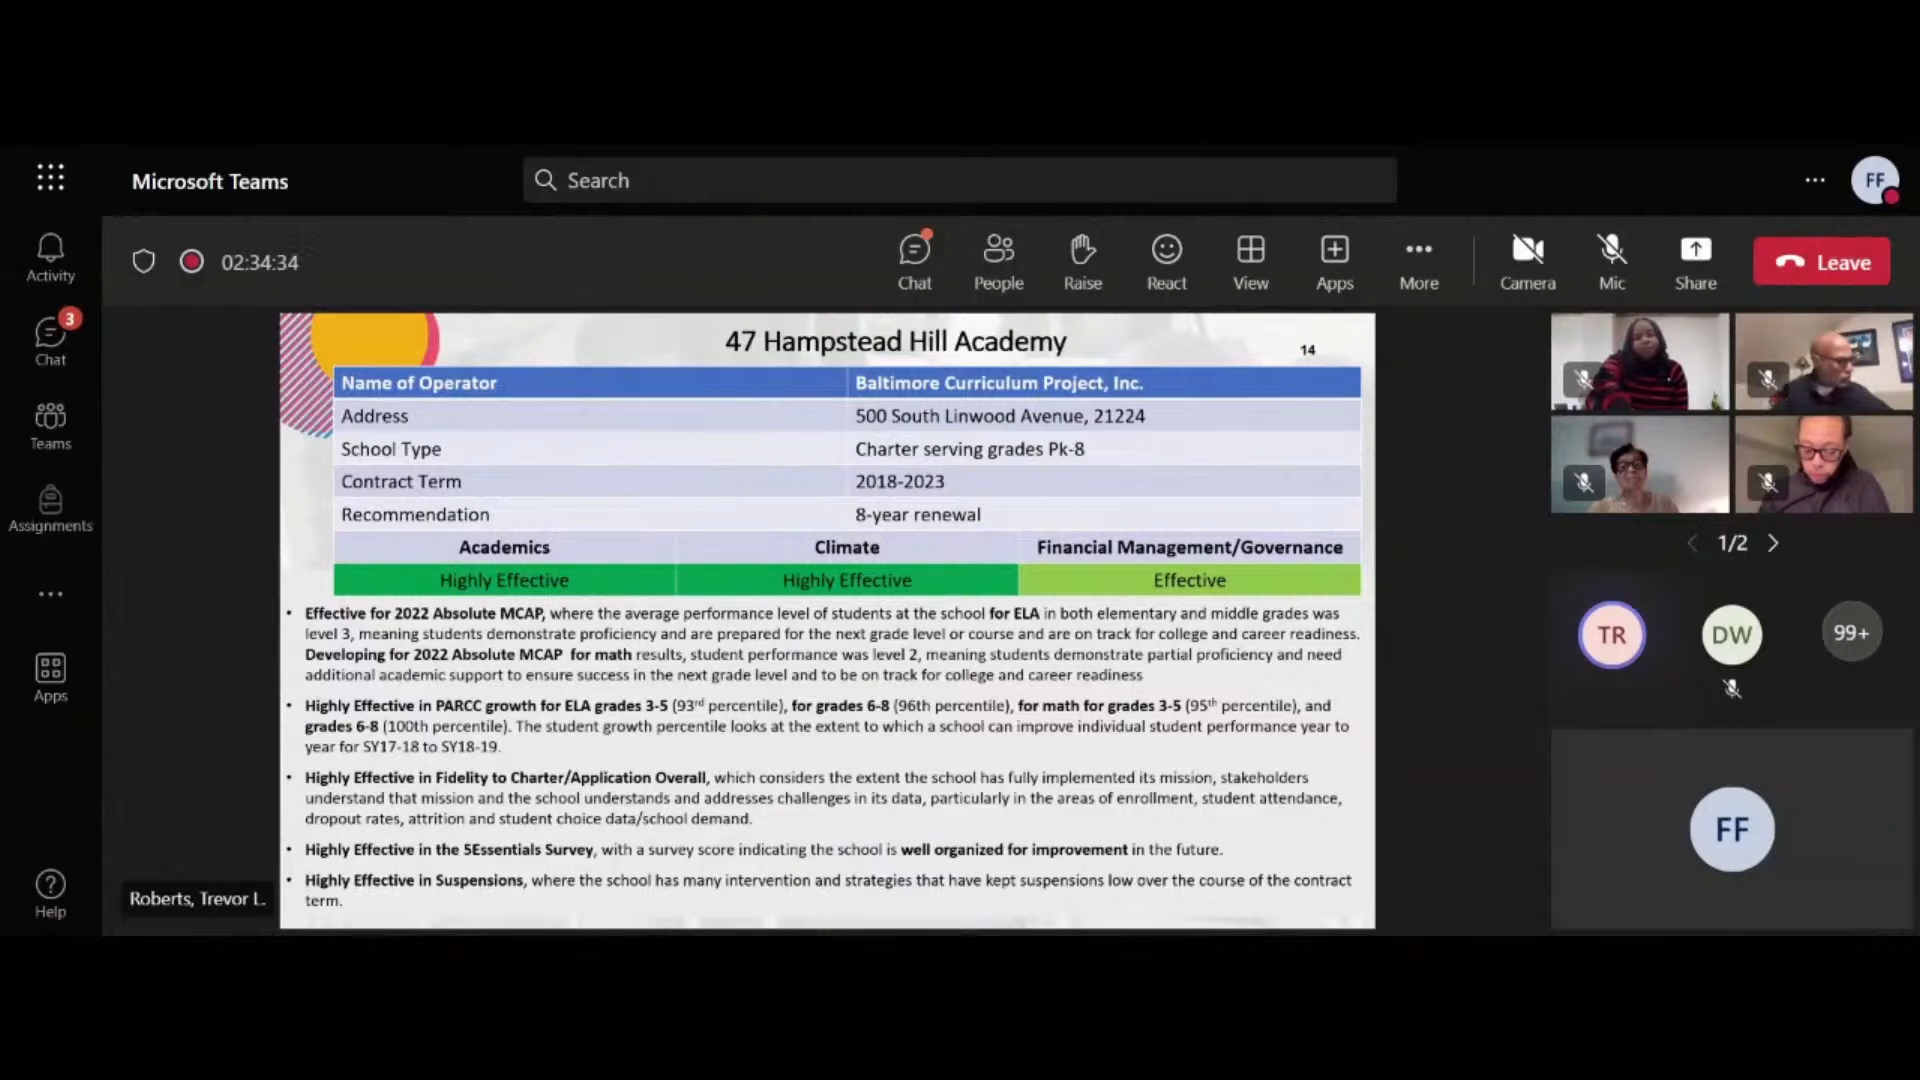 Microsoft Teams
Search
FF
Activity
02:34:34
Chat
People
Raise
React
View
Apps
More
Camera
Mic
Share
Leave
3
Chat
Teams
Assignments
Apps
Help
47 Hampstead Hill Academy
14
Name of Operator Baltimore Curriculum Project, Inc.
Address 500 South Linwood Avenue, 21224
School Type Charter serving grades Pk-8
Contract Term 2018-2023
Recommendation 8-year renewal
Academics Climate Financial Management/Governance
Highly Effective Highly Effective Effective
• Effective for 2022 Absolute MCAP, where the average performance level of students at the school for ELA in both elementary and middle grades was
level 3, meaning students demonstrate proficiency and are prepared for the next grade level or course and are on track for college and career readiness.
Developing for 2022 Absolute MCAP for math results, student performance was level 2, meaning students demonstrate partial proficiency and need
additional academic support to ensure success in the next grade level and to be on track for college and career readiness
• Highly Effective in PARCC growth for ELA grades 3-5 (93rd percentile), for grades 6-8 (96th percentile), for math for grades 3-5 (95th percentile), and
grades 6-8 (100th percentile). The student growth percentile looks at the extent to which a school can improve individual student performance year to
year for SY17-18 to SY18-19.
• Highly Effective in Fidelity to Charter/Application Overall, which considers the extent the school has fully implemented its mission, stakeholders
understand that mission and the school understands and addresses challenges in its data, particularly in the areas of enrollment, student attendance,
dropout rates, attrition and student choice data/school demand.
• Highly Effective in the 5Essentials Survey, with a survey score indicating the school is well organized for improvement in the future.
• Highly Effective in Suspensions, where the school has many intervention and strategies that have kept suspensions low over the course of the contract
term.
Roberts, Trevor L.
1/2
TR
DW
99+
FF